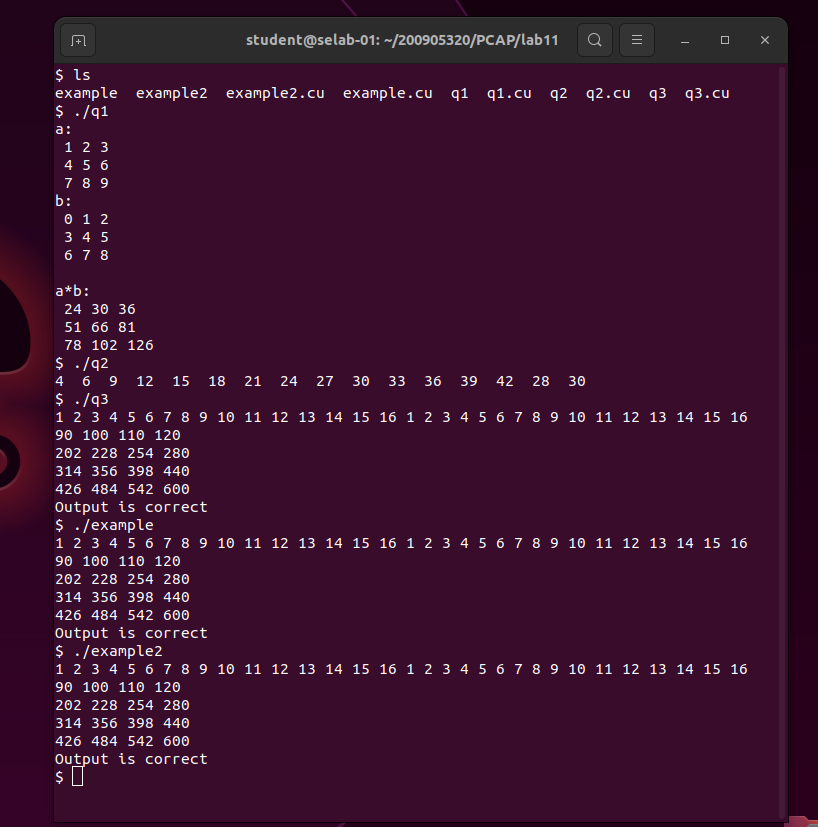 student@selab-01: ~/200905320/PCAP/lab11
$ ls
example  example2  example2.cu  example.cu  q1  q1.cu  q2  q2.cu  q3  q3.cu
$ ./q1
a:
 1 2 3
 4 5 6
 7 8 9
b:
 0 1 2
 3 4 5
 6 7 8

a*b:
 24 30 36
 51 66 81
 78 102 126
$ ./q2
4  6  9  12  15  18  21  24  27  30  33  36  39  42  28  30
$ ./q3
1 2 3 4 5 6 7 8 9 10 11 12 13 14 15 16 1 2 3 4 5 6 7 8 9 10 11 12 13 14 15 16
90 100 110 120
202 228 254 280
314 356 398 440
426 484 542 600
Output is correct
$ ./example
1 2 3 4 5 6 7 8 9 10 11 12 13 14 15 16 1 2 3 4 5 6 7 8 9 10 11 12 13 14 15 16
90 100 110 120
202 228 254 280
314 356 398 440
426 484 542 600
Output is correct
$ ./example2
1 2 3 4 5 6 7 8 9 10 11 12 13 14 15 16 1 2 3 4 5 6 7 8 9 10 11 12 13 14 15 16
90 100 110 120
202 228 254 280
314 356 398 440
426 484 542 600
Output is correct
$